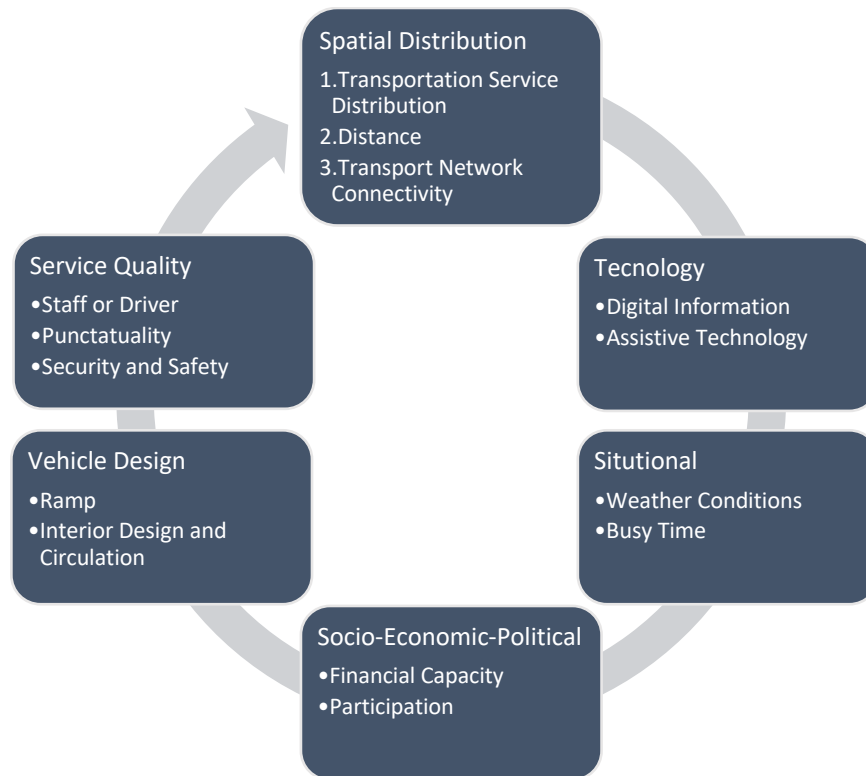 Spatial Distribution
1.Transportation Service
Distribution
2.Distance
3.Transport Network
Connectivity
Tecnology
•Digital Information
•Assistive Technology
Situtional
•Weather Conditions
•Busy Time
Socio-Economic-Political
•Financial Capacity
•Participation
Vehicle Design
•Ramp
•Interior Design and
Circulation
Service Quality
•Staff or Driver
•Punctatuality
•Security and Safety